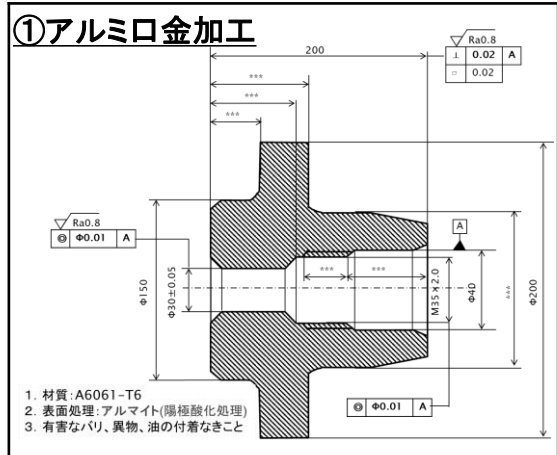 ①アルミ口金加工
200
Ra0.8
⊥ 0.02 A
▱ 0.02
***
***
***
Ra0.8
◎ Φ0.01 A
A
Φ150
Φ30±0.05
***
***
M35×2.0
Φ40
***
Φ200
◎ Φ0.01 A
1. 材質:A6061-T6
2. 表面処理:アルマイト(陽極酸化処理)
3. 有害なバリ、異物、油の付着なきこと